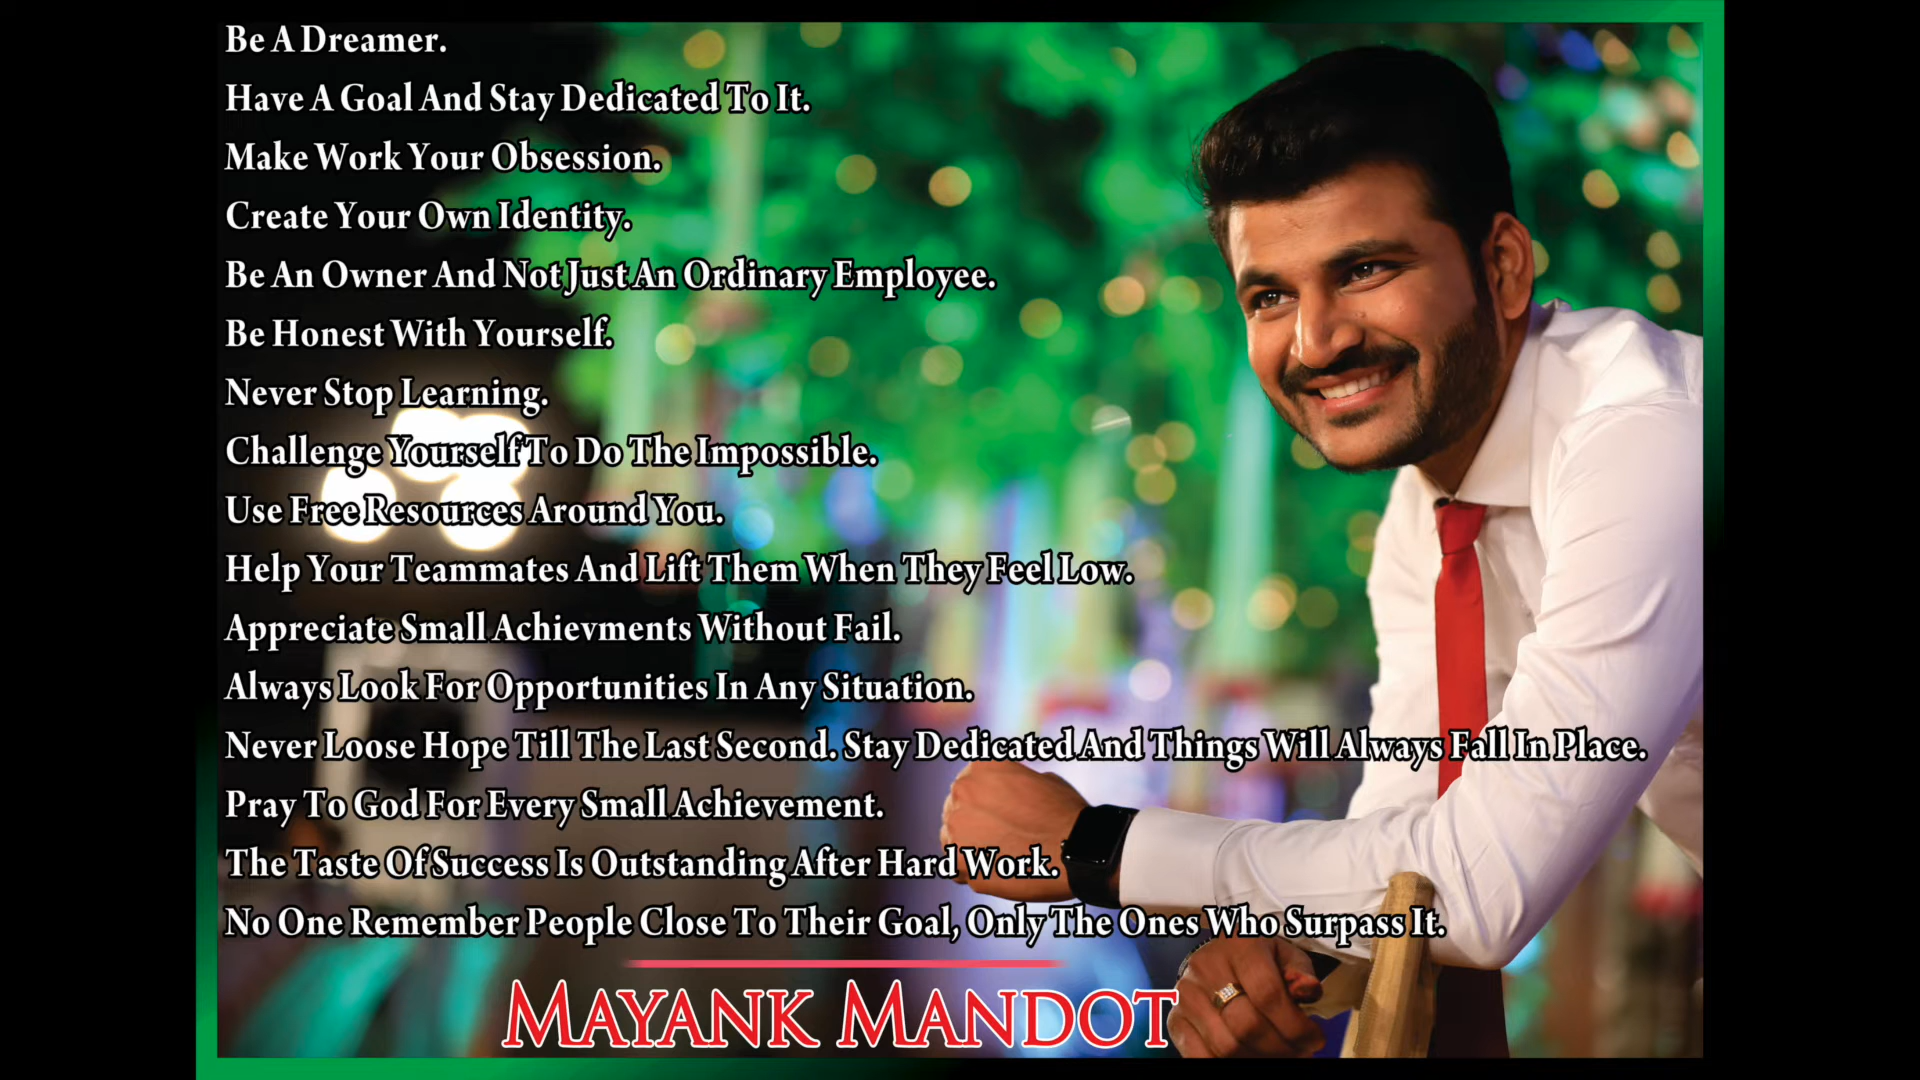 Be A Dreamer.
Have A Goal And Stay Dedicated To It.
Make Work Your Obsession.
Create Your Own Identity.
Be An Owner And Not Just An Ordinary Employee.
Be Honest With Yourself.
Never Stop Learning.
Challenge Yourself To Do The Impossible.
Use Free Resources Around You.
Help Your Teammates And Lift Them When They Feel Low.
Appreciate Small Achievments Without Fail.
Always Look For Opportunities In Any Situation.
Never Loose Hope Till The Last Second. Stay Dedicated And Things Will Always Fall In Place.
Pray To God For Every Small Achievement.
The Taste Of Success Is Outstanding After Hard Work.
No One Remember People Close To Their Goal, Only The Ones Who Surpass It.
MAYANK MANDOT